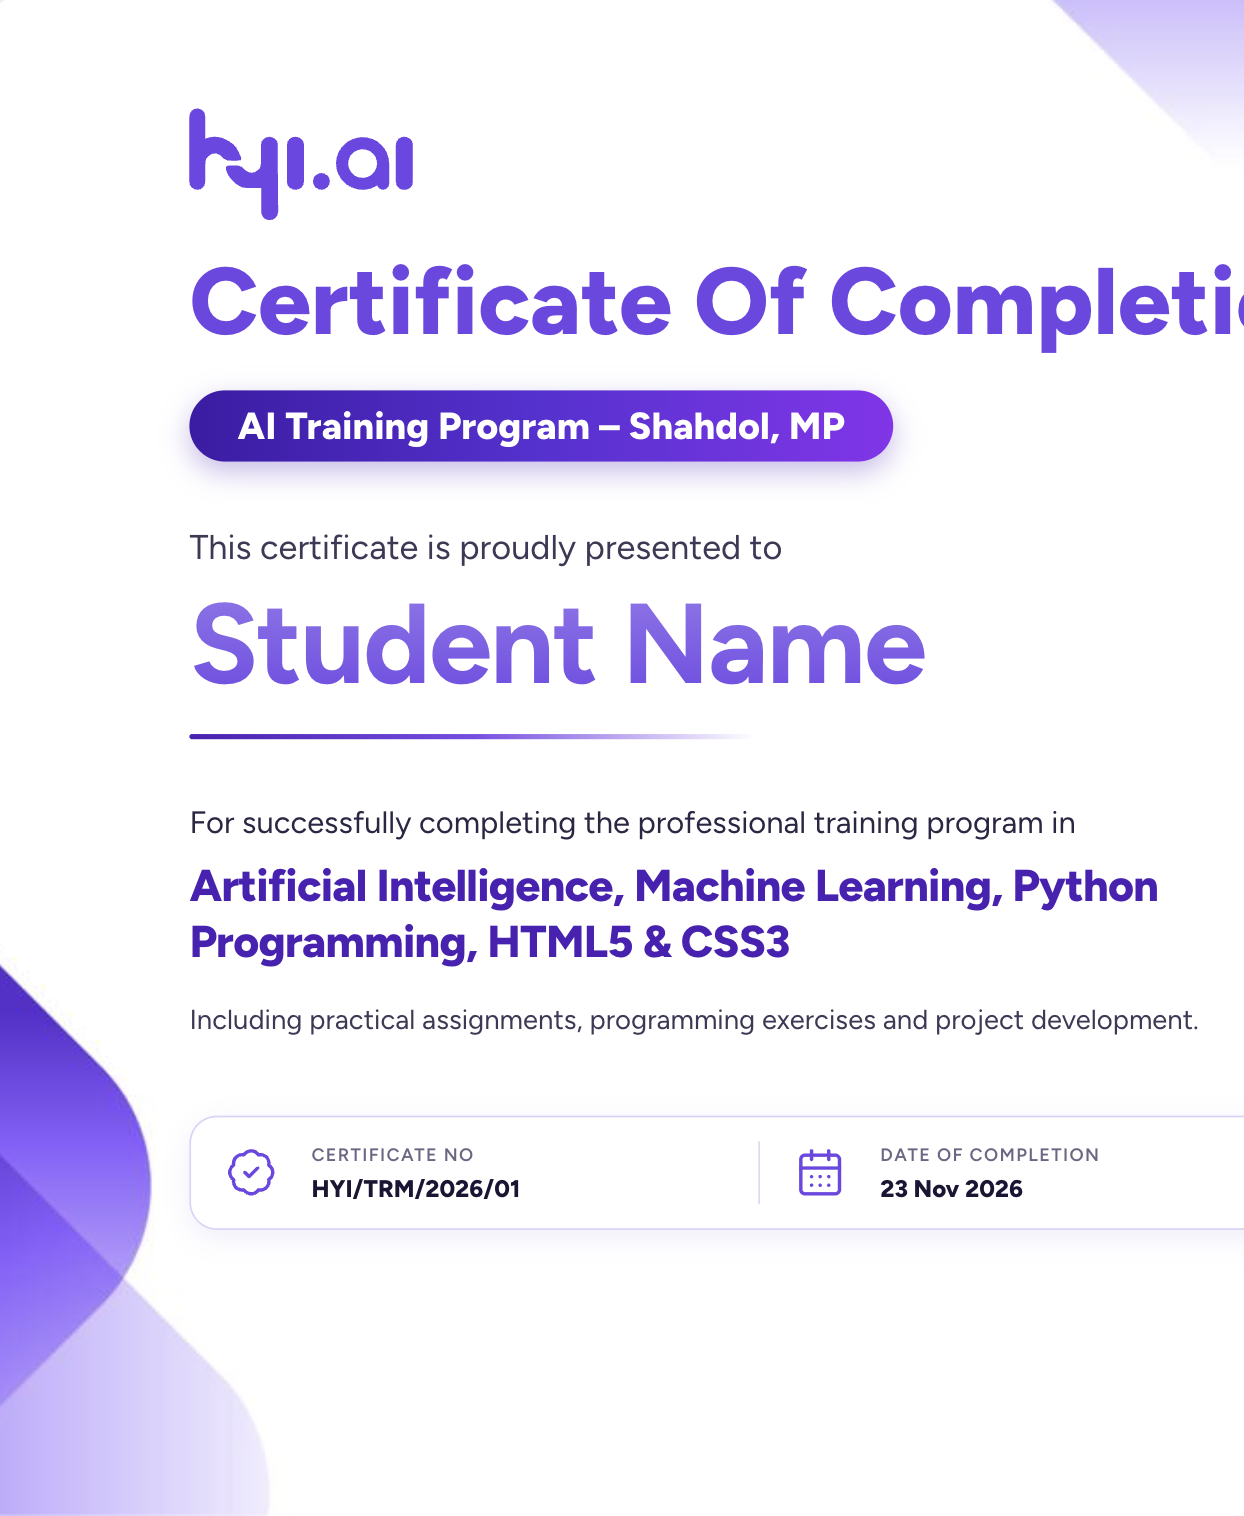 hyi.ai
Certificate Of Completi
AI Training Program – Shahdol, MP
This certificate is proudly presented to
Student Name
For successfully completing the professional training program in
Artificial Intelligence, Machine Learning, Python
Programming, HTML5 & CSS3
Including practical assignments, programming exercises and project development.
CERTIFICATE NO
HYI/TRM/2026/01
DATE OF COMPLETION
23 Nov 2026